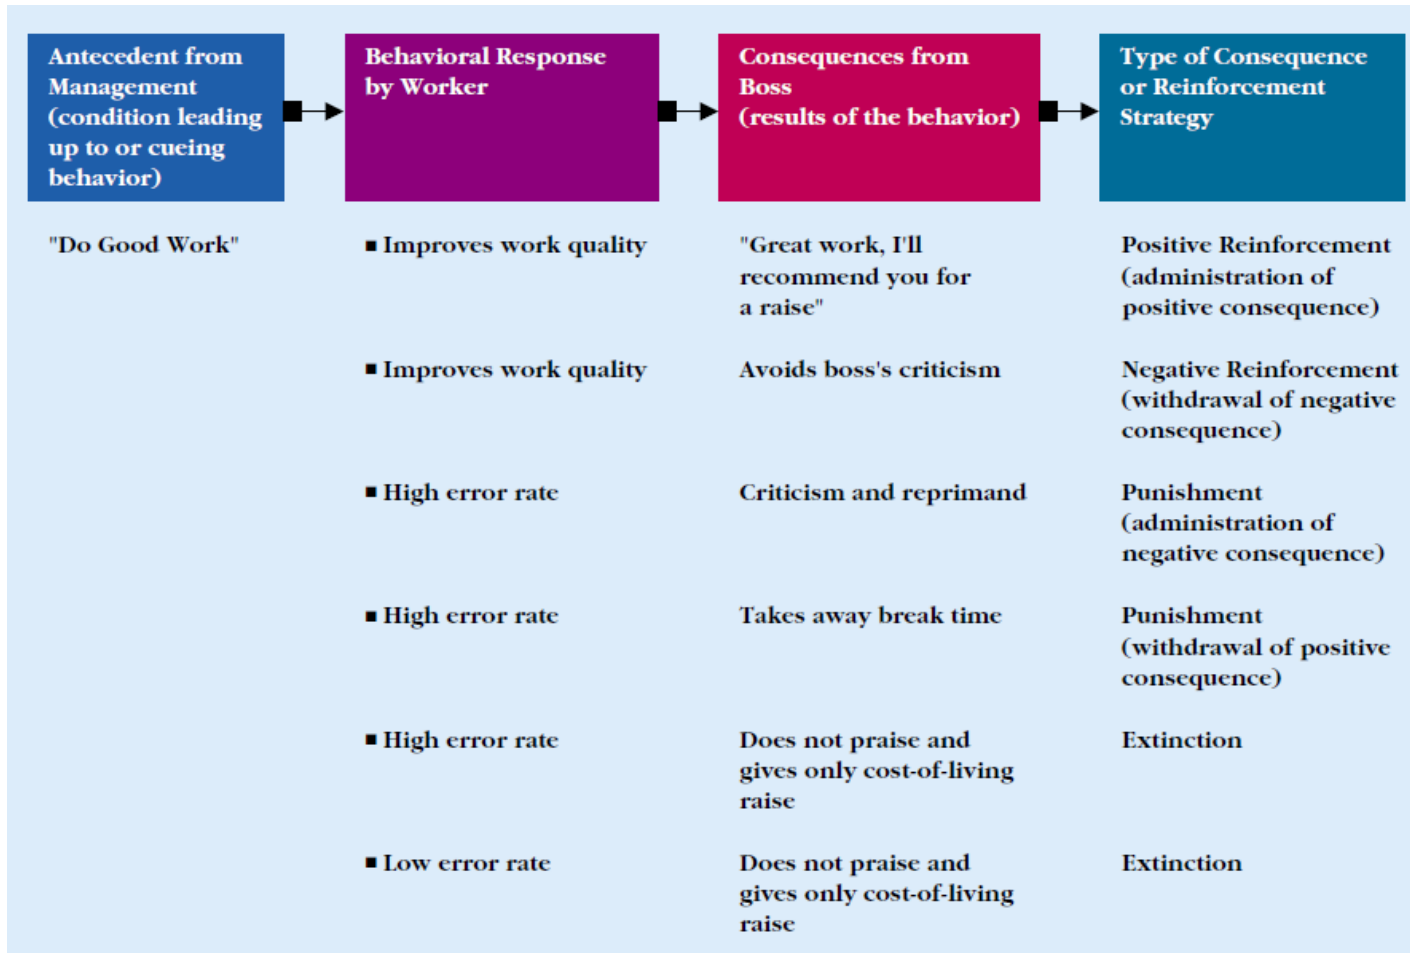 Antecedent from
Management
(condition leading
up to or cueing
behavior)
Behavioral Response
by Worker
Consequences from
Boss
(results of the behavior)
Type of Consequence
or Reinforcement
Strategy
"Do Good Work"
■ Improves work quality
"Great work, I'll
recommend you for
a raise"
Positive Reinforcement
(administration of
positive consequence)
■ Improves work quality
Avoids boss's criticism
Negative Reinforcement
(withdrawal of negative
consequence)
■ High error rate
Criticism and reprimand
Punishment
(administration of
negative consequence)
■ High error rate
Takes away break time
Punishment
(withdrawal of positive
consequence)
■ High error rate
Does not praise and
gives only cost-of-living
raise
Extinction
■ Low error rate
Does not praise and
gives only cost-of-living
raise
Extinction